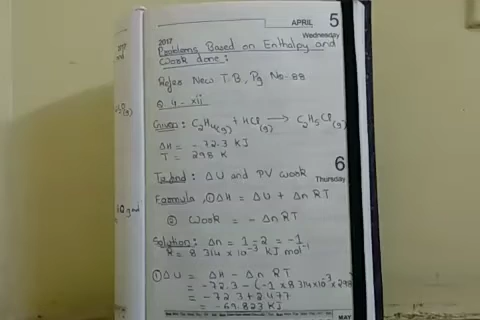 APRIL 5
2017
Wednesday
Problems Based on Enthalpy and
Work done:
Refer New T.B, Pg No. 88
Q. 4 - xii
Given: C₂H₄(g) + HCl(g) ⟶ C₂H₅Cl(g)
ΔH = -72.3 KJ
T = 298 K
6
Thursday
To find: ΔU and PV work
Formula, ① ΔH = ΔU + Δn RT
② Work = - Δn RT
Solution: Δn = 1 - 2 = -1
R = 8.314 x 10⁻³ KJ mol⁻¹
① ΔU = ΔH - Δn RT
= -72.3 - (-1 x 8.314x10⁻³ x 298)
= -72.3 + 2.477
= -69.823 KJ
MAY